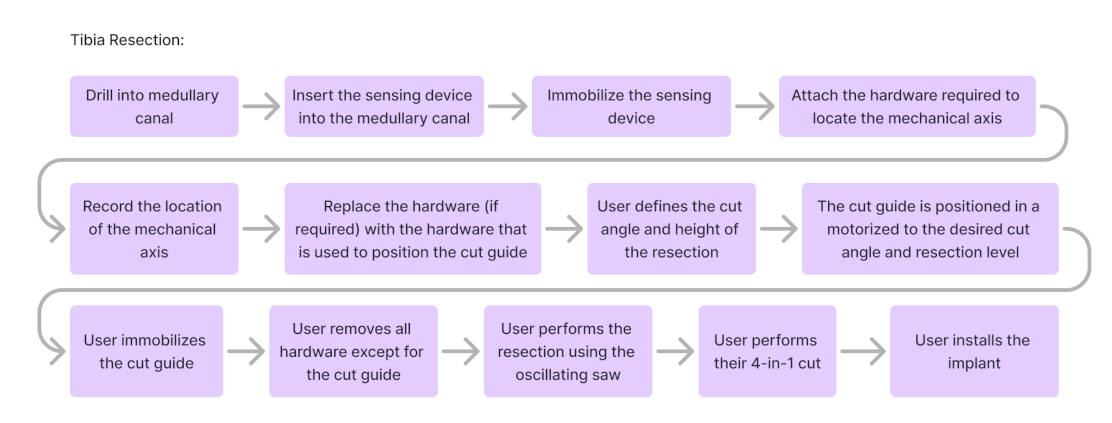 Tibia Resection:
Drill into medullary
canal
Insert the sensing device
into the medullary canal
Immobilize the sensing
device
Attach the hardware required to
locate the mechanical axis
Record the location
of the mechanical
axis
Replace the hardware (if
required) with the hardware that
is used to position the cut guide
User defines the cut
angle and height of
the resection
The cut guide is positioned in a
motorized to the desired cut
angle and resection level
User immobilizes
the cut guide
User removes all
hardware except for
the cut guide
User performs the
resection using the
oscillating saw
User performs
their 4-in-1 cut
User installs the
implant